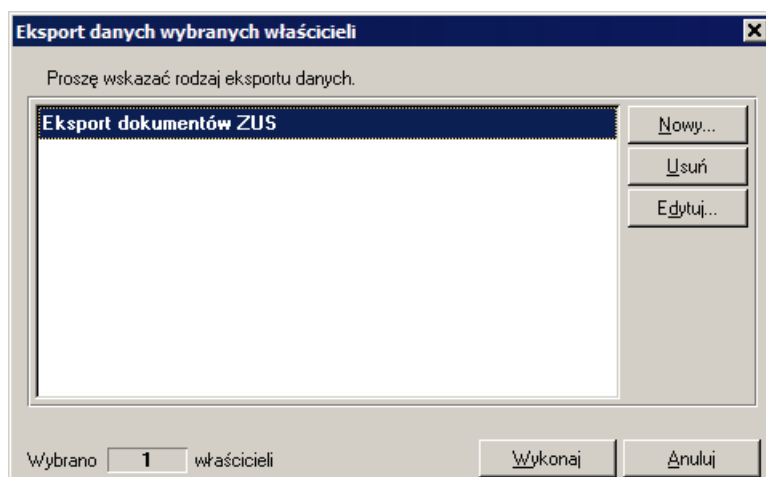 Eksport danych wybranych właścicieli
Proszę wskazać rodzaj eksportu danych.
Eksport dokumentów ZUS
Nowy...
Usuń
Edytuj...
Wybrano 1 właścicieli
Wykonaj
Anuluj